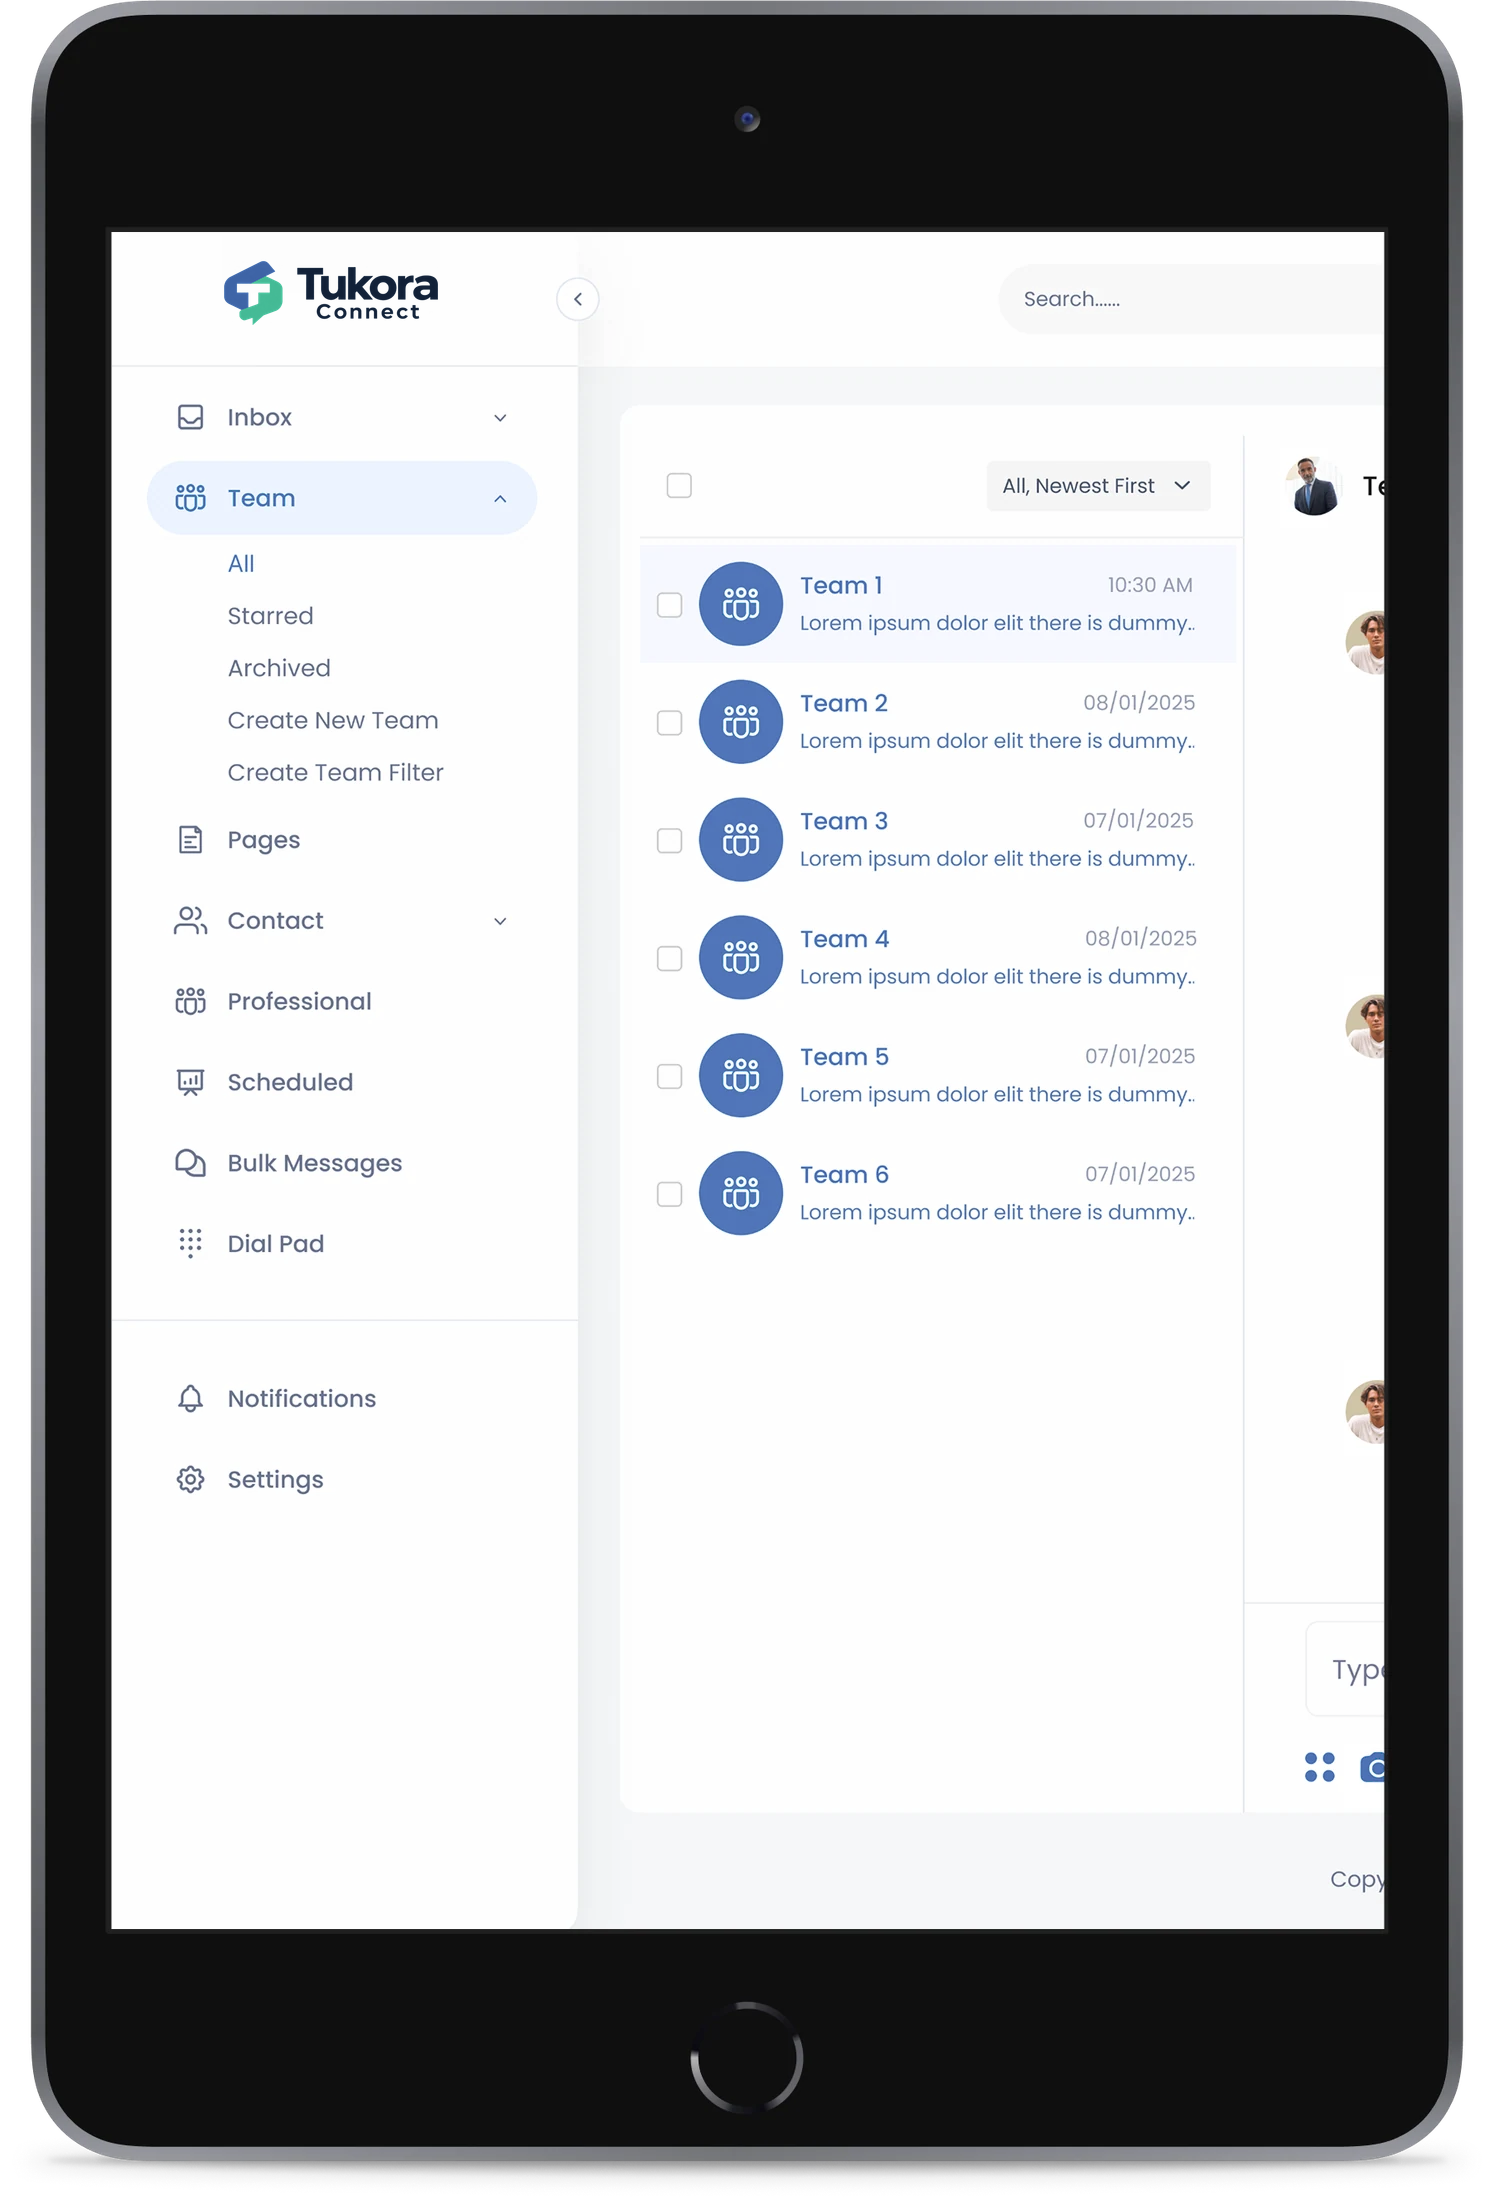 Tukora
Connect
Search......
Inbox
Team
All
Starred
Archived
Create New Team
Create Team Filter
Pages
Contact
Professional
Scheduled
Bulk Messages
Dial Pad
Notifications
Settings
All, Newest First
Team 1 10:30 AM
Lorem ipsum dolor elit there is dummy..
Team 2 08/01/2025
Lorem ipsum dolor elit there is dummy..
Team 3 07/01/2025
Lorem ipsum dolor elit there is dummy..
Team 4 08/01/2025
Lorem ipsum dolor elit there is dummy..
Team 5 07/01/2025
Lorem ipsum dolor elit there is dummy..
Team 6 07/01/2025
Lorem ipsum dolor elit there is dummy..